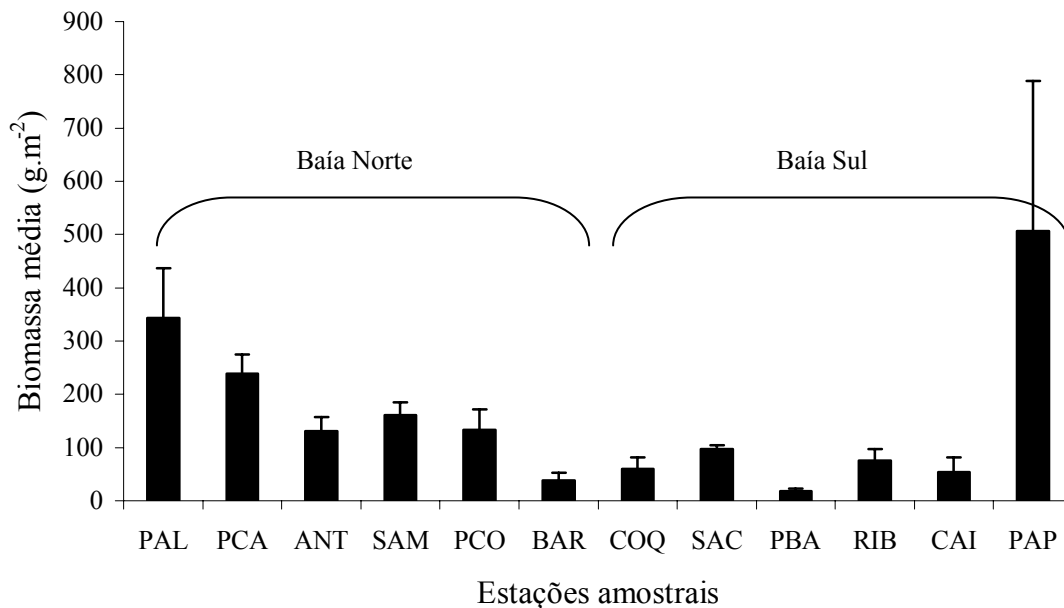 Biomassa média (g.m-2)
900
800
700
600
500
400
300
200
100
0
Baía Norte
Baía Sul
PAL PCA ANT SAM PCO BAR COQ SAC PBA RIB CAI PAP
Estações amostrais